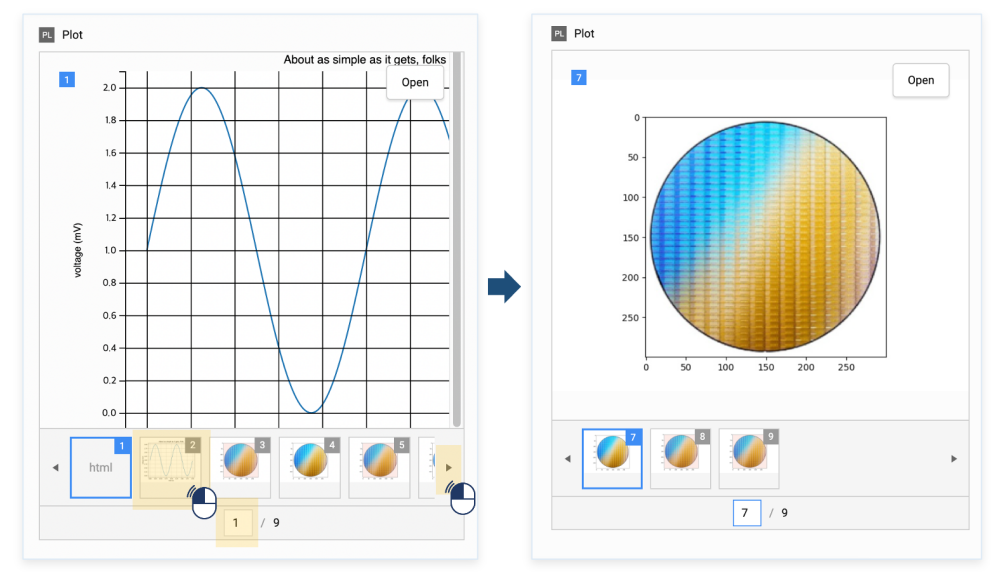 PL Plot
About as simple as it gets, folks
1
Open
2.0
1.8
1.6
1.4
1.2
1.0
0.8
0.6
0.4
0.2
0.0
voltage (mV)
html 1 2 3 4 5
1 / 9
PL Plot
7
Open
0
50
100
150
200
250
0 50 100 150 200 250
7 8 9
7 / 9